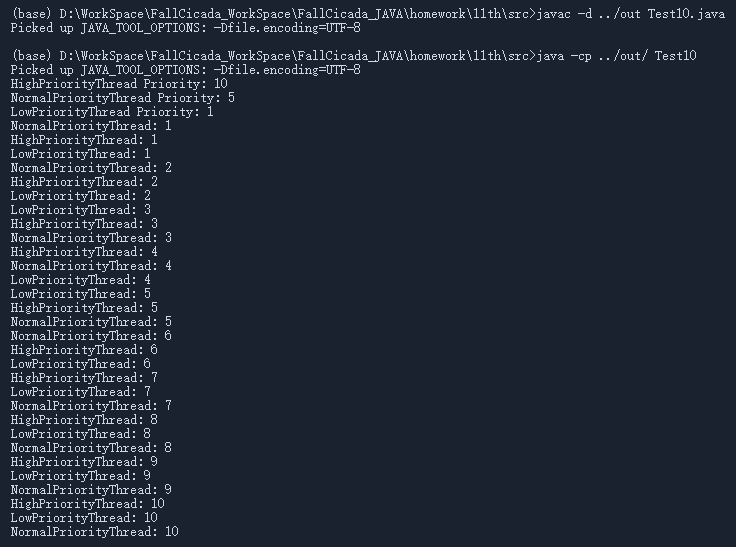 (base) D:\WorkSpace\FallCicada_WorkSpace\FallCicada_JAVA\homework\11th\src>javac -d ../out Test10.java
Picked up JAVA_TOOL_OPTIONS: -Dfile.encoding=UTF-8
(base) D:\WorkSpace\FallCicada_WorkSpace\FallCicada_JAVA\homework\11th\src>java -cp ../out/ Test10
Picked up JAVA_TOOL_OPTIONS: -Dfile.encoding=UTF-8
HighPriorityThread Priority: 10
NormalPriorityThread Priority: 5
LowPriorityThread Priority: 1
NormalPriorityThread: 1
HighPriorityThread: 1
LowPriorityThread: 1
NormalPriorityThread: 2
HighPriorityThread: 2
LowPriorityThread: 2
LowPriorityThread: 3
HighPriorityThread: 3
NormalPriorityThread: 3
HighPriorityThread: 4
NormalPriorityThread: 4
LowPriorityThread: 4
LowPriorityThread: 5
HighPriorityThread: 5
NormalPriorityThread: 5
NormalPriorityThread: 6
HighPriorityThread: 6
LowPriorityThread: 6
HighPriorityThread: 7
LowPriorityThread: 7
NormalPriorityThread: 7
HighPriorityThread: 8
LowPriorityThread: 8
NormalPriorityThread: 8
HighPriorityThread: 9
LowPriorityThread: 9
NormalPriorityThread: 9
HighPriorityThread: 10
LowPriorityThread: 10
NormalPriorityThread: 10